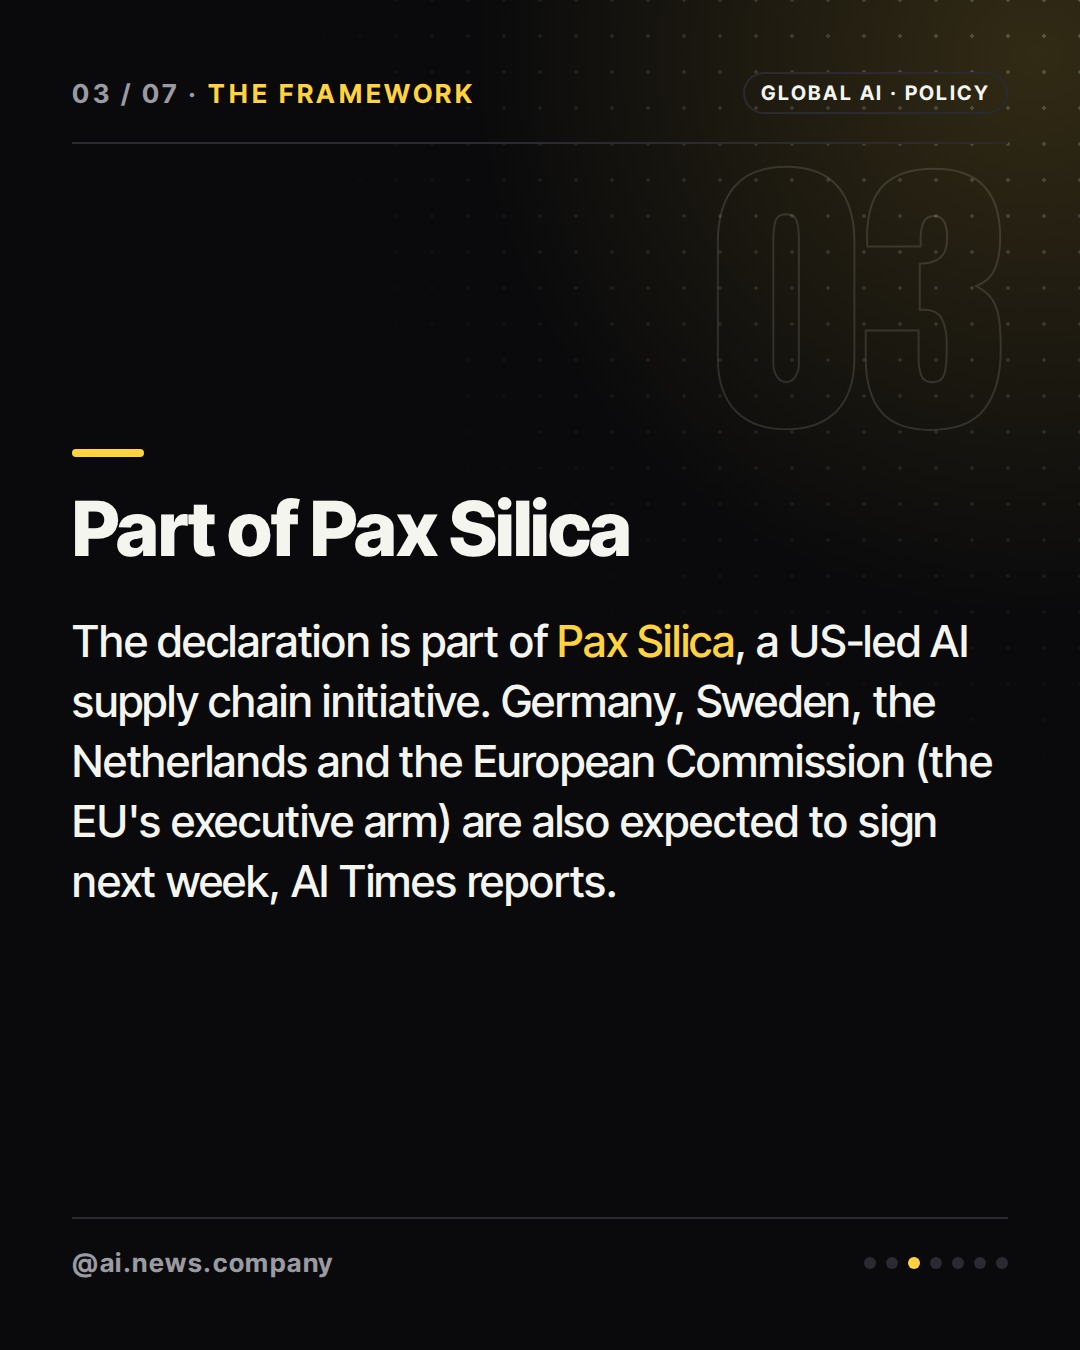 03 / 07 · THE FRAMEWORK
GLOBAL AI · POLICY
03
Part of Pax Silica
The declaration is part of Pax Silica, a US-led AI
supply chain initiative. Germany, Sweden, the
Netherlands and the European Commission (the
EU's executive arm) are also expected to sign
next week, AI Times reports.
@ai.news.company